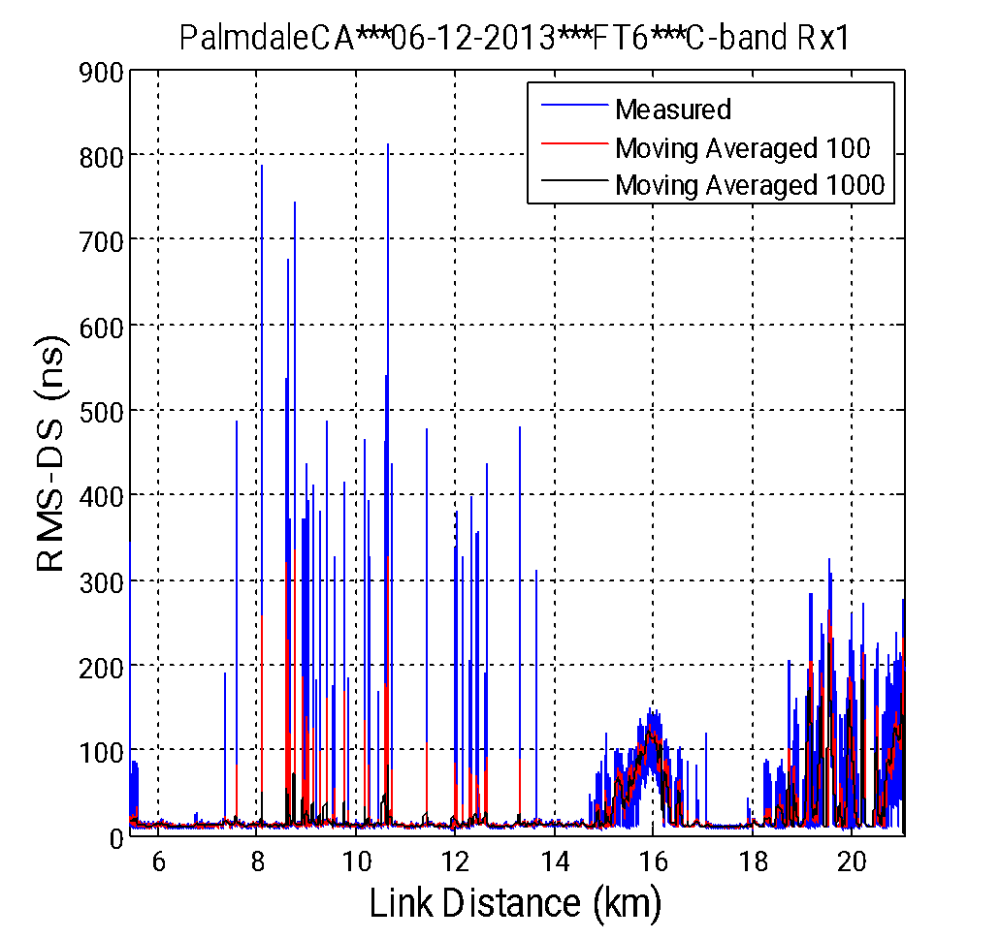 PalmdaleCA***06-12-2013***FT6***C-band Rx1
Measured
Moving Averaged 100
Moving Averaged 1000
RMS-DS (ns)
900
800
700
600
500
400
300
200
100
0
6 8 10 12 14 16 18 20
Link Distance (km)